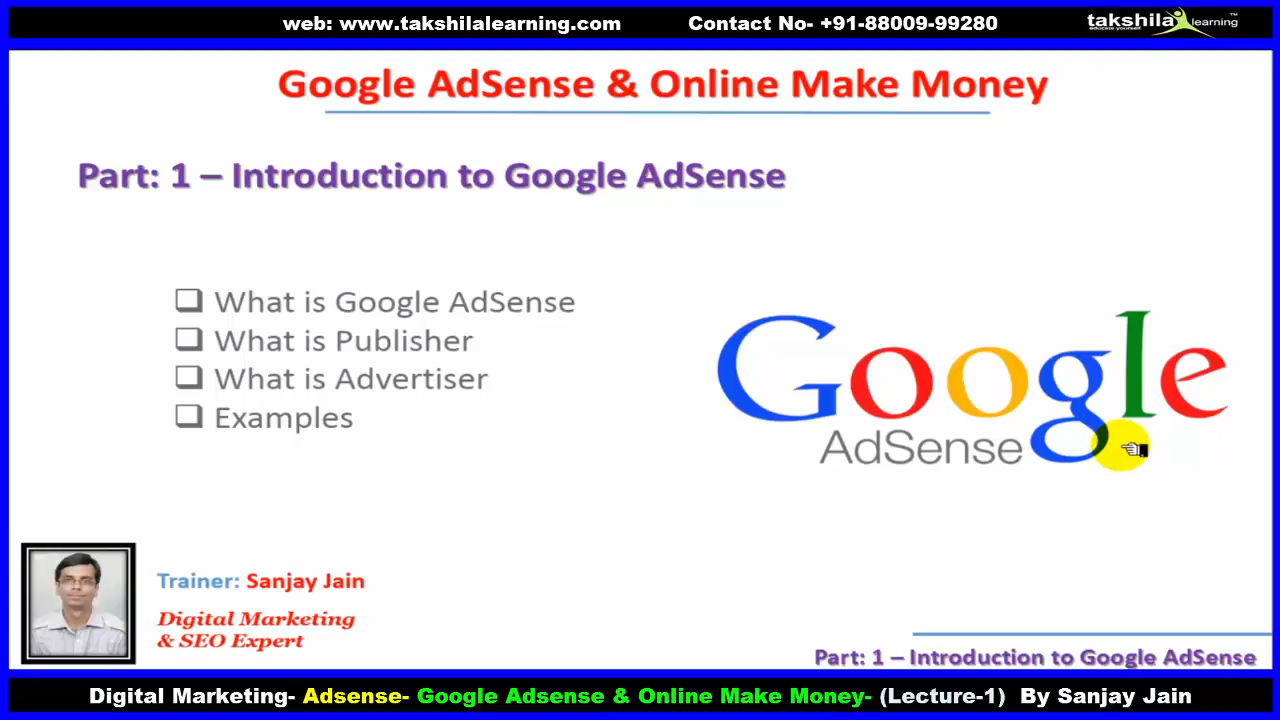 web: www.takshilalearning.com Contact No- +91-88009-99280
takshila learning ™
educate yourself
Google AdSense & Online Make Money
Part: 1 – Introduction to Google AdSense
What is Google AdSense
What is Publisher
What is Advertiser
Examples
Google
AdSense
Trainer: Sanjay Jain
Digital Marketing
& SEO Expert
Part: 1 – Introduction to Google AdSense
Digital Marketing- Adsense- Google Adsense & Online Make Money- (Lecture-1) By Sanjay Jain